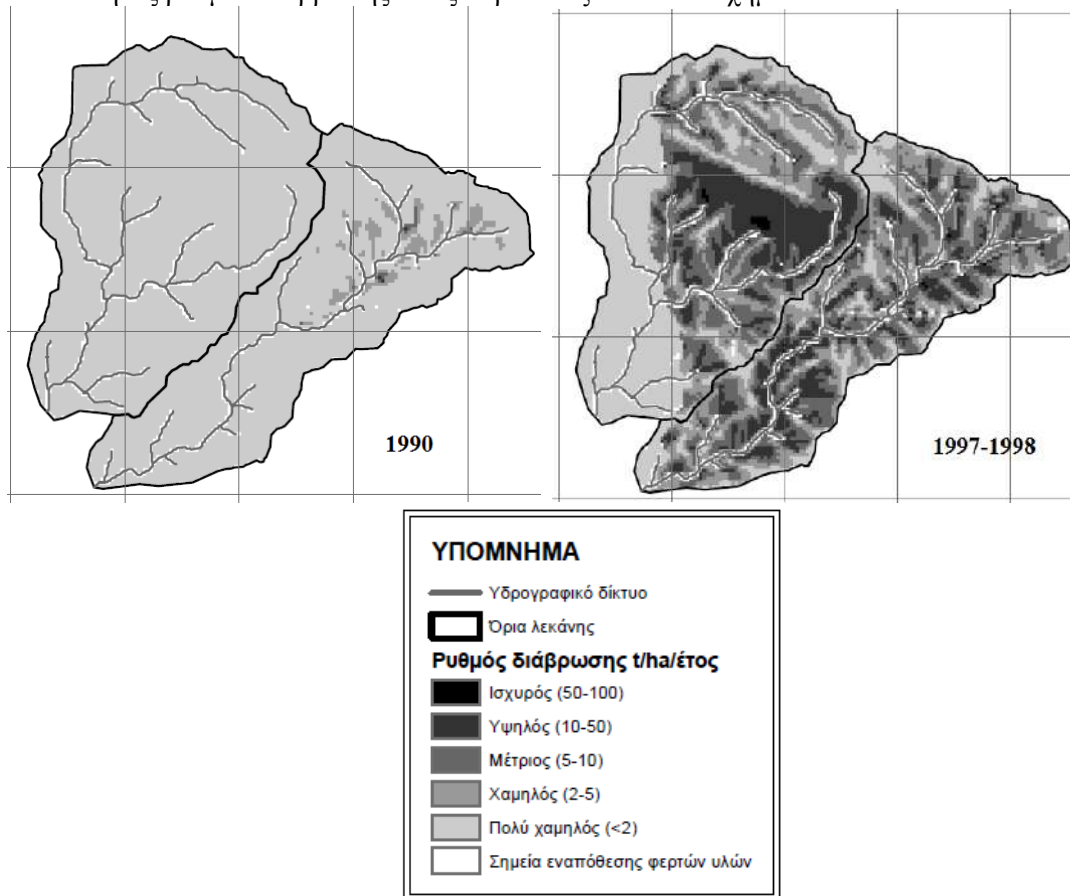 1990
1997-1998
ΥΠΟΜΝΗΜΑ
Υδρογραφικό δίκτυο
Όρια λεκάνης
Ρυθμός διάβρωσης t/ha/έτος
Ισχυρός (50-100)
Υψηλός (10-50)
Μέτριος (5-10)
Χαμηλός (2-5)
Πολύ χαμηλός (<2)
Σημεία εναπόθεσης φερτών υλών